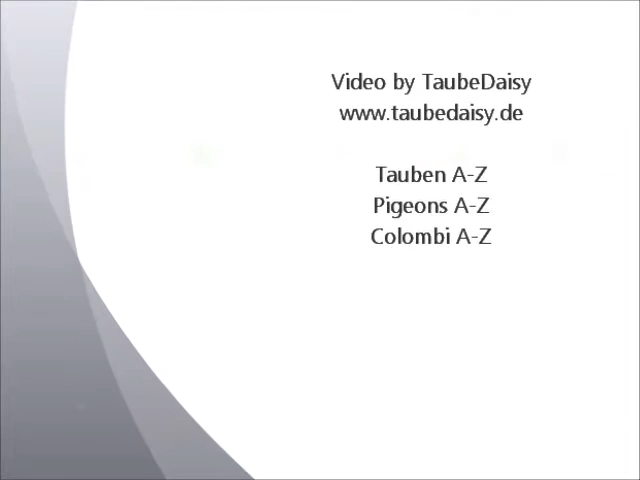 Video by TaubeDaisy
www.taubedaisy.de
Tauben A-Z
Pigeons A-Z
Colombi A-Z